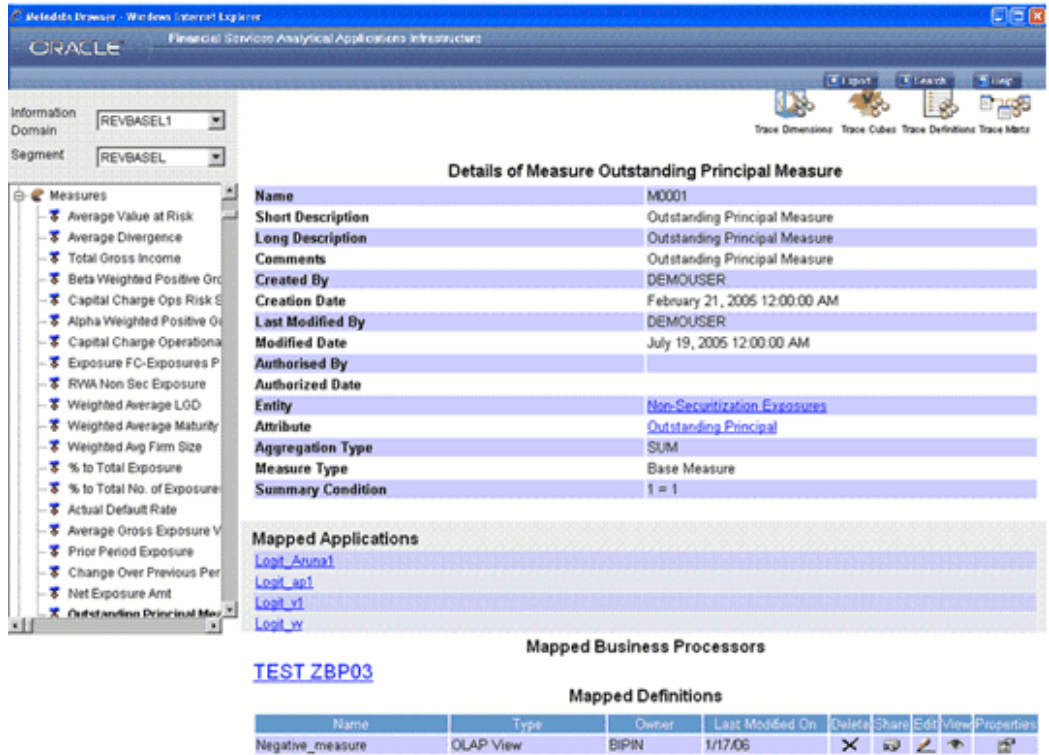 Metadata Browser - Windows Internet Explorer
ORACLE
Financial Services Analytical Applications Infrastructure
Export Search Help
Trace Dimensions Trace Cubes Trace Definitions Trace Marts
Information Domain REVBASEL1
Segment REVBASEL
Measures
Average Value at Risk
Average Divergence
Total Gross Income
Beta Weighted Positive Gro
Capital Charge Ops Risk S
Alpha Weighted Positive Gr
Capital Charge Operationa
Exposure FC-Exposures P
RWA Non Sec Exposure
Weighted Average LGD
Weighted Average Maturity
Weighted Avg Firm Size
% to Total Exposure
% to Total No. of Exposure
Actual Default Rate
Average Gross Exposure V
Prior Period Exposure
Change Over Previous Per
Net Exposure Amt
Outstanding Principal Mea
Details of Measure Outstanding Principal Measure
Name M0001
Short Description Outstanding Principal Measure
Long Description Outstanding Principal Measure
Comments Outstanding Principal Measure
Created By DEMOUSER
Creation Date February 21, 2005 12:00:00 AM
Last Modified By DEMOUSER
Modified Date July 19, 2005 12:00:00 AM
Authorised By
Authorized Date
Entity Non-Securitization Exposures
Attribute Outstanding Principal
Aggregation Type SUM
Measure Type Base Measure
Summary Condition 1 = 1
Mapped Applications
Logit_Aruna1
Logit_ap1
Logit_v1
Logit_vv
Mapped Business Processors
TEST ZBP03
Mapped Definitions
Name Type Owner Last Modified On Delete Share Edit View Properties
Negative_measure OLAP View BIPIN 1/17/06